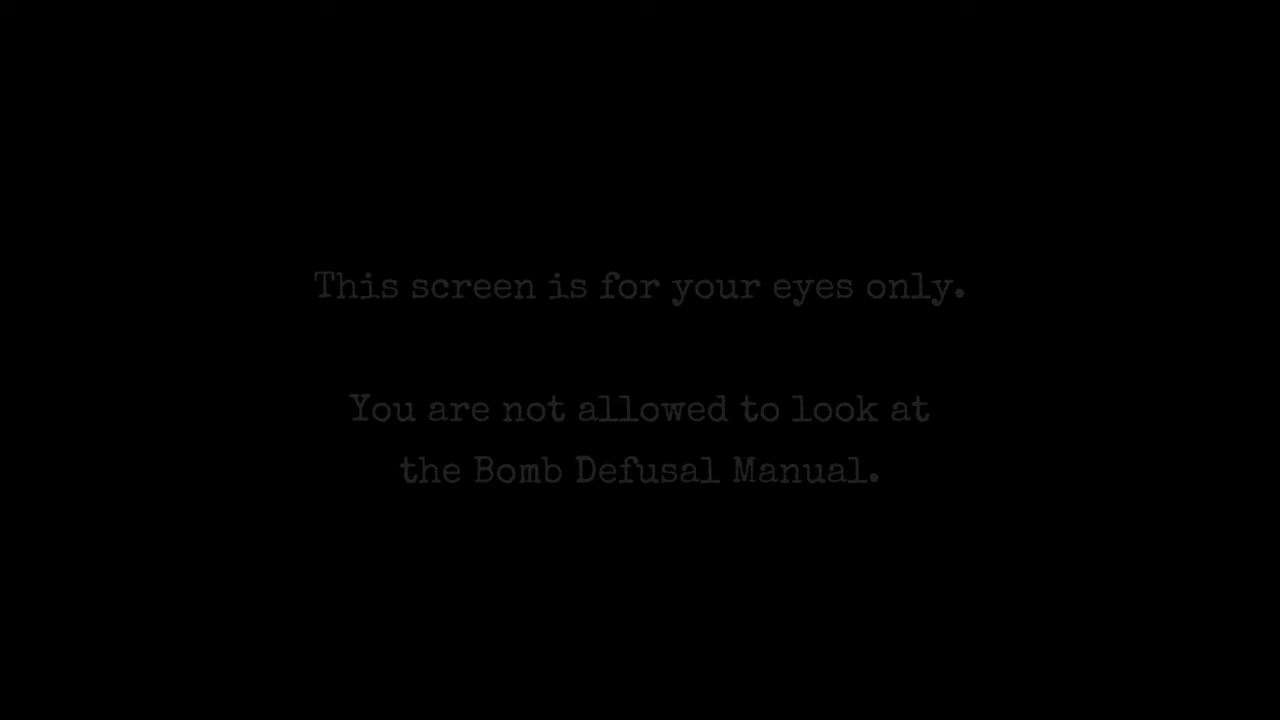 This screen is for your eyes only.
You are not allowed to look at
the Bomb Defusal Manual.